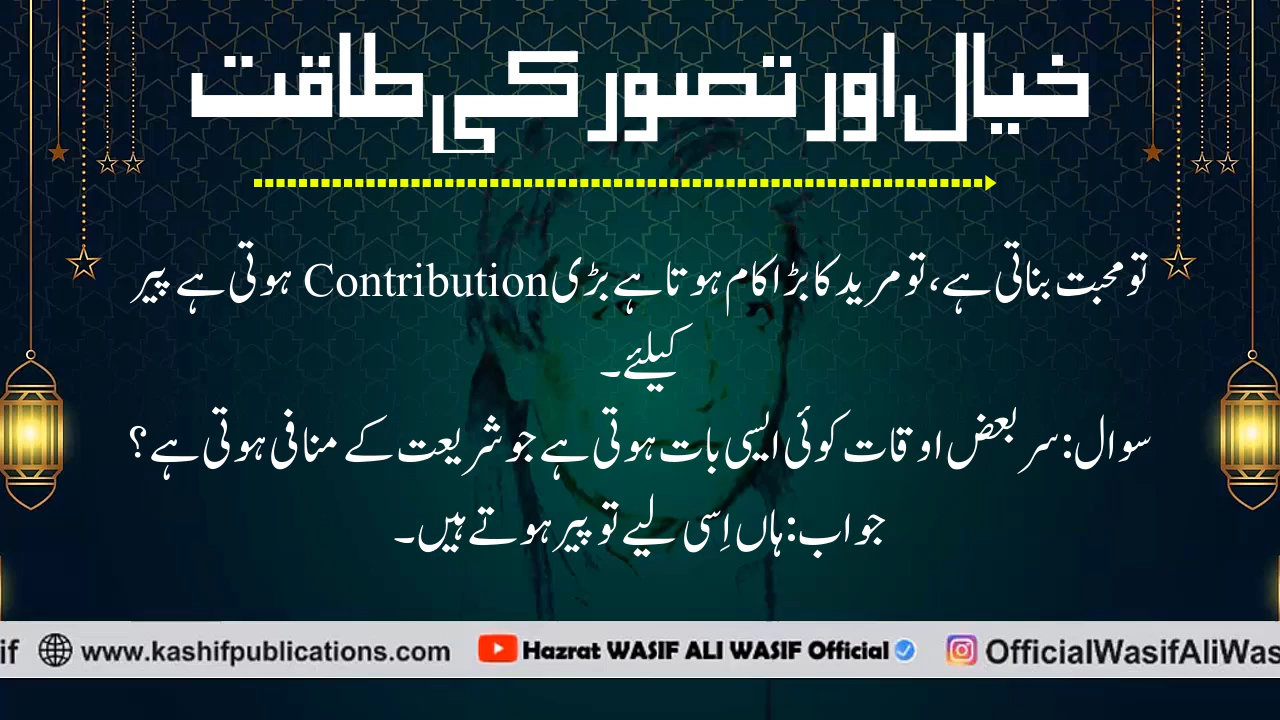 خیال اور تصور کی طاقت
تو محبت بناتی ہے، تو مرید کا بڑا کام ہوتا ہے بڑی Contribution ہوتی ہے پیر
کیلئے۔
سوال: سر بعض اوقات کوئی ایسی بات ہوتی ہے جو شریعت کے منافی ہوتی ہے؟
جواب: ہاں اِسی لیے تو پیر ہوتے ہیں۔
if www.kashifpublications.com Hazrat WASIF ALI WASIF Official OfficialWasifAliWas